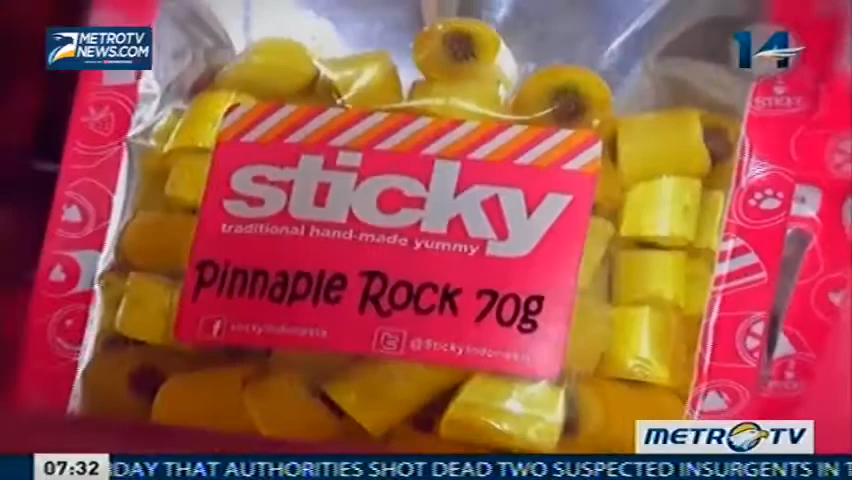 METROTV
NEWS.COM
14
sticky
traditional hand-made yummy
Pinnaple Rock 70g
stickyindonesia
@StickyIndonesia
METROTV
07:32
DAY THAT AUTHORITIES SHOT DEAD TWO SUSPECTED INSURGENTS IN